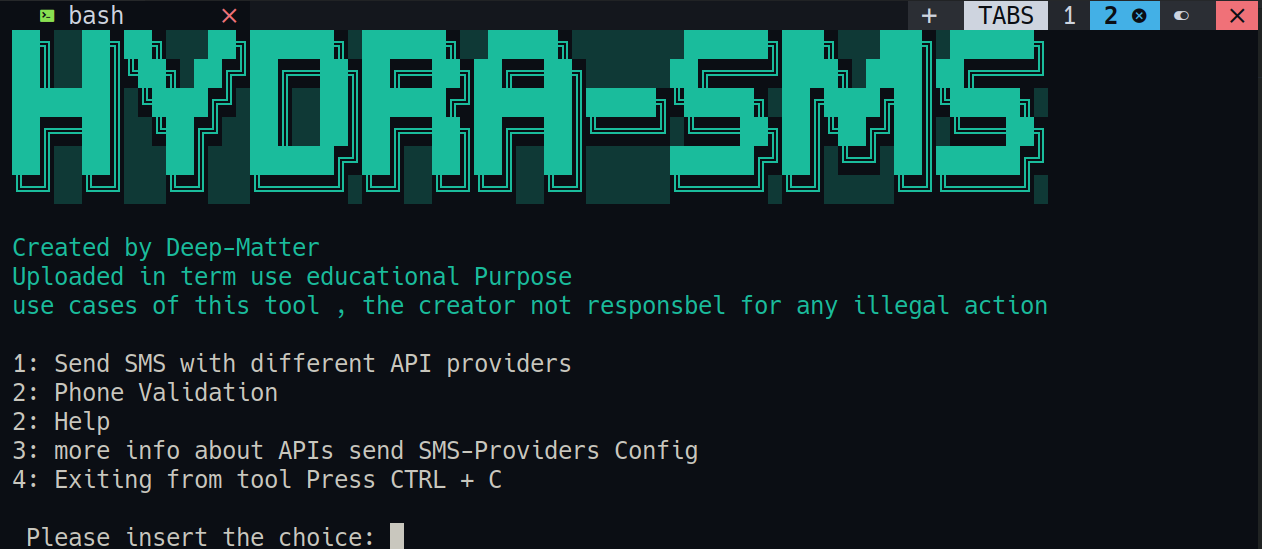 bash
+ TABS 1 2
HYDRA-SMS
Created by Deep-Matter
Uploaded in term use educational Purpose
use cases of this tool , the creator not responsbel for any illegal action
1: Send SMS with different API providers
2: Phone Validation
2: Help
3: more info about APIs send SMS-Providers Config
4: Exiting from tool Press CTRL + C
Please insert the choice: